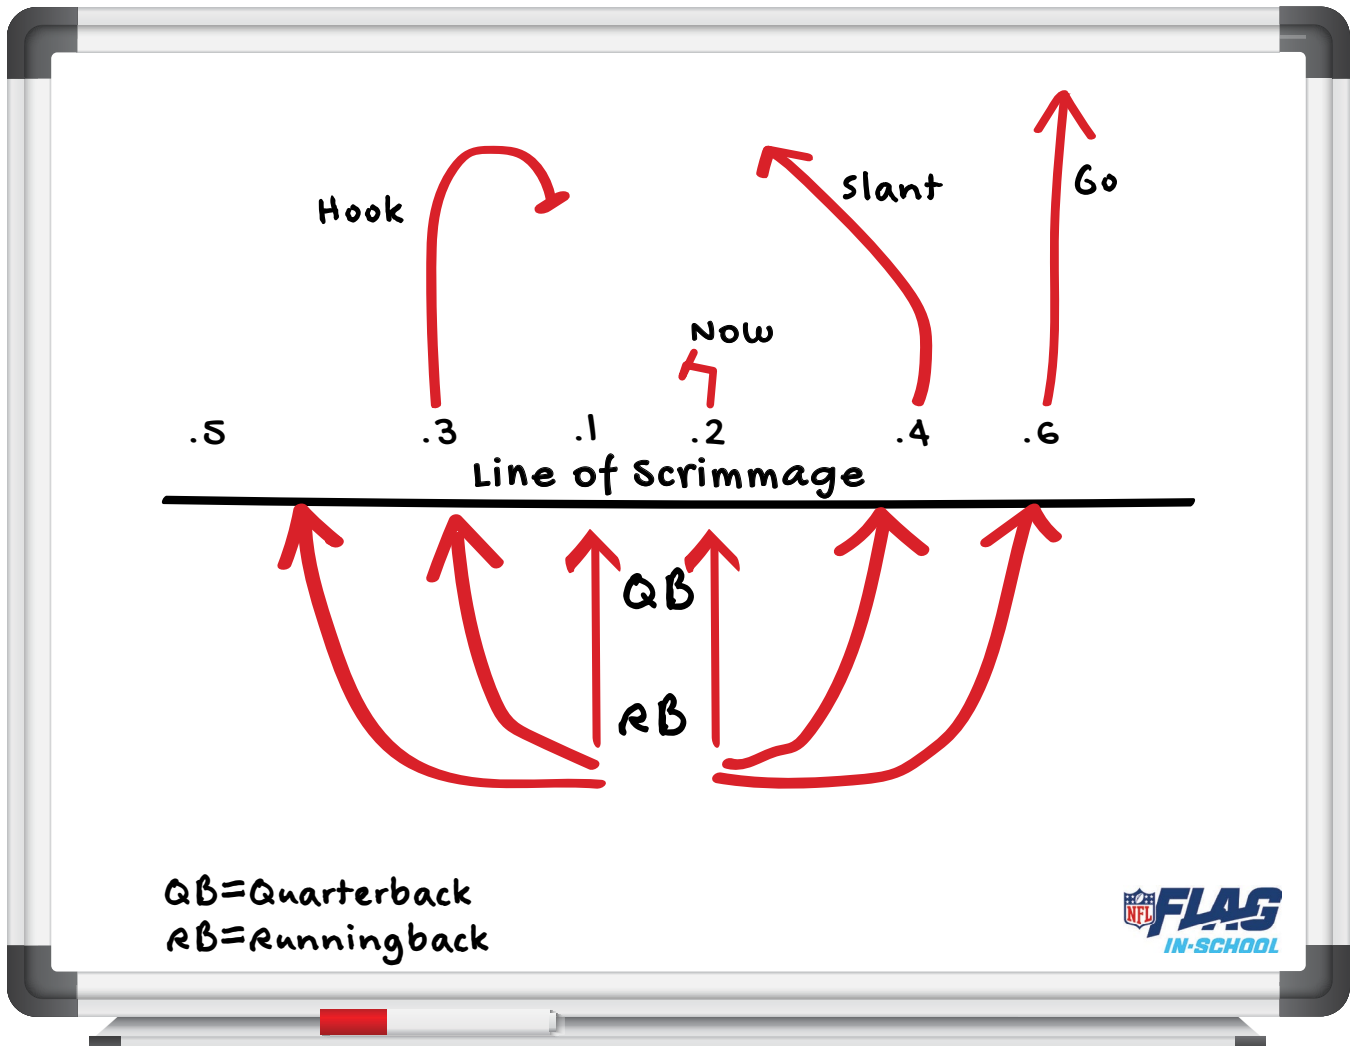 Go
Slant
Hook
Now
.5 .3 .1 .2 .4 .6
Line of Scrimmage
QB
RB
QB=Quarterback
RB=Runningback
NFL FLAG
IN-SCHOOL